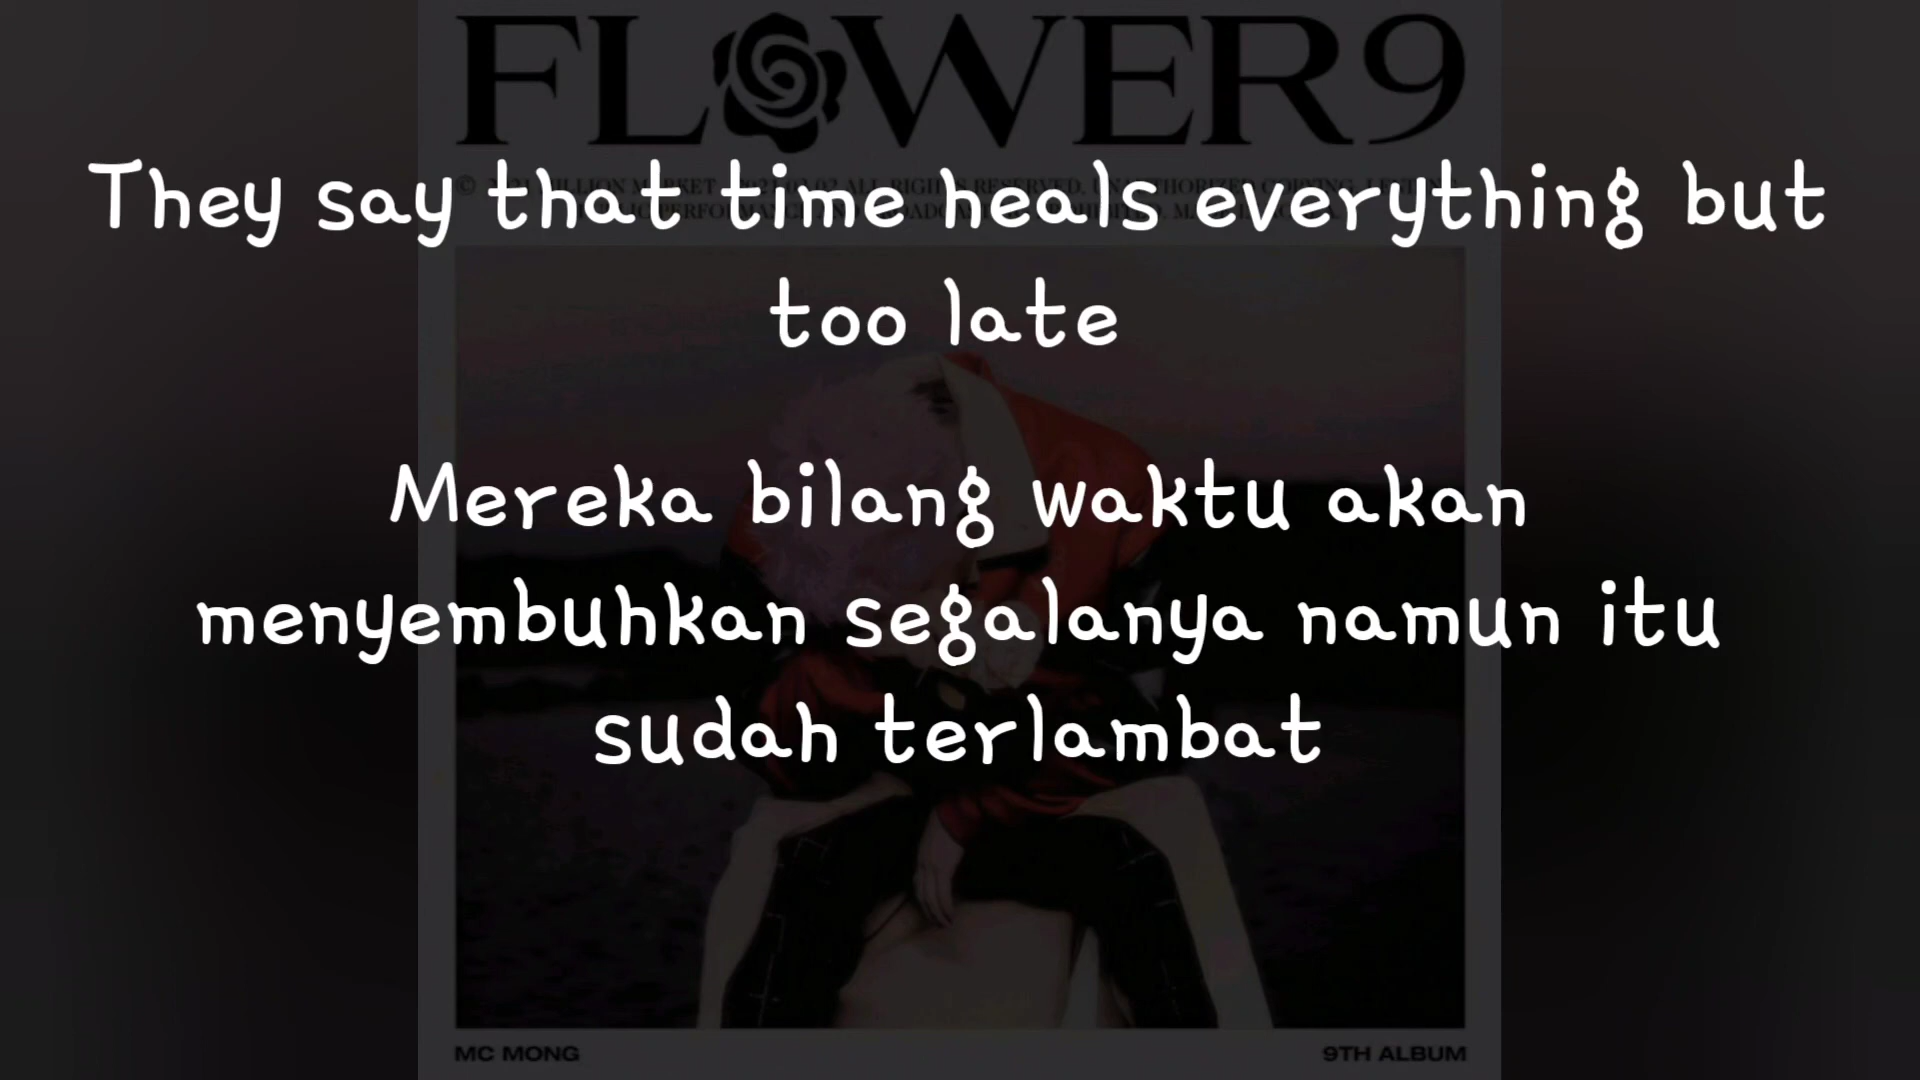 FLOWER9
They say that time heals everything but
too late
Mereka bilang waktu akan
menyembuhkan segalanya namun itu
sudah terlambat
MC MONG
9TH ALBUM